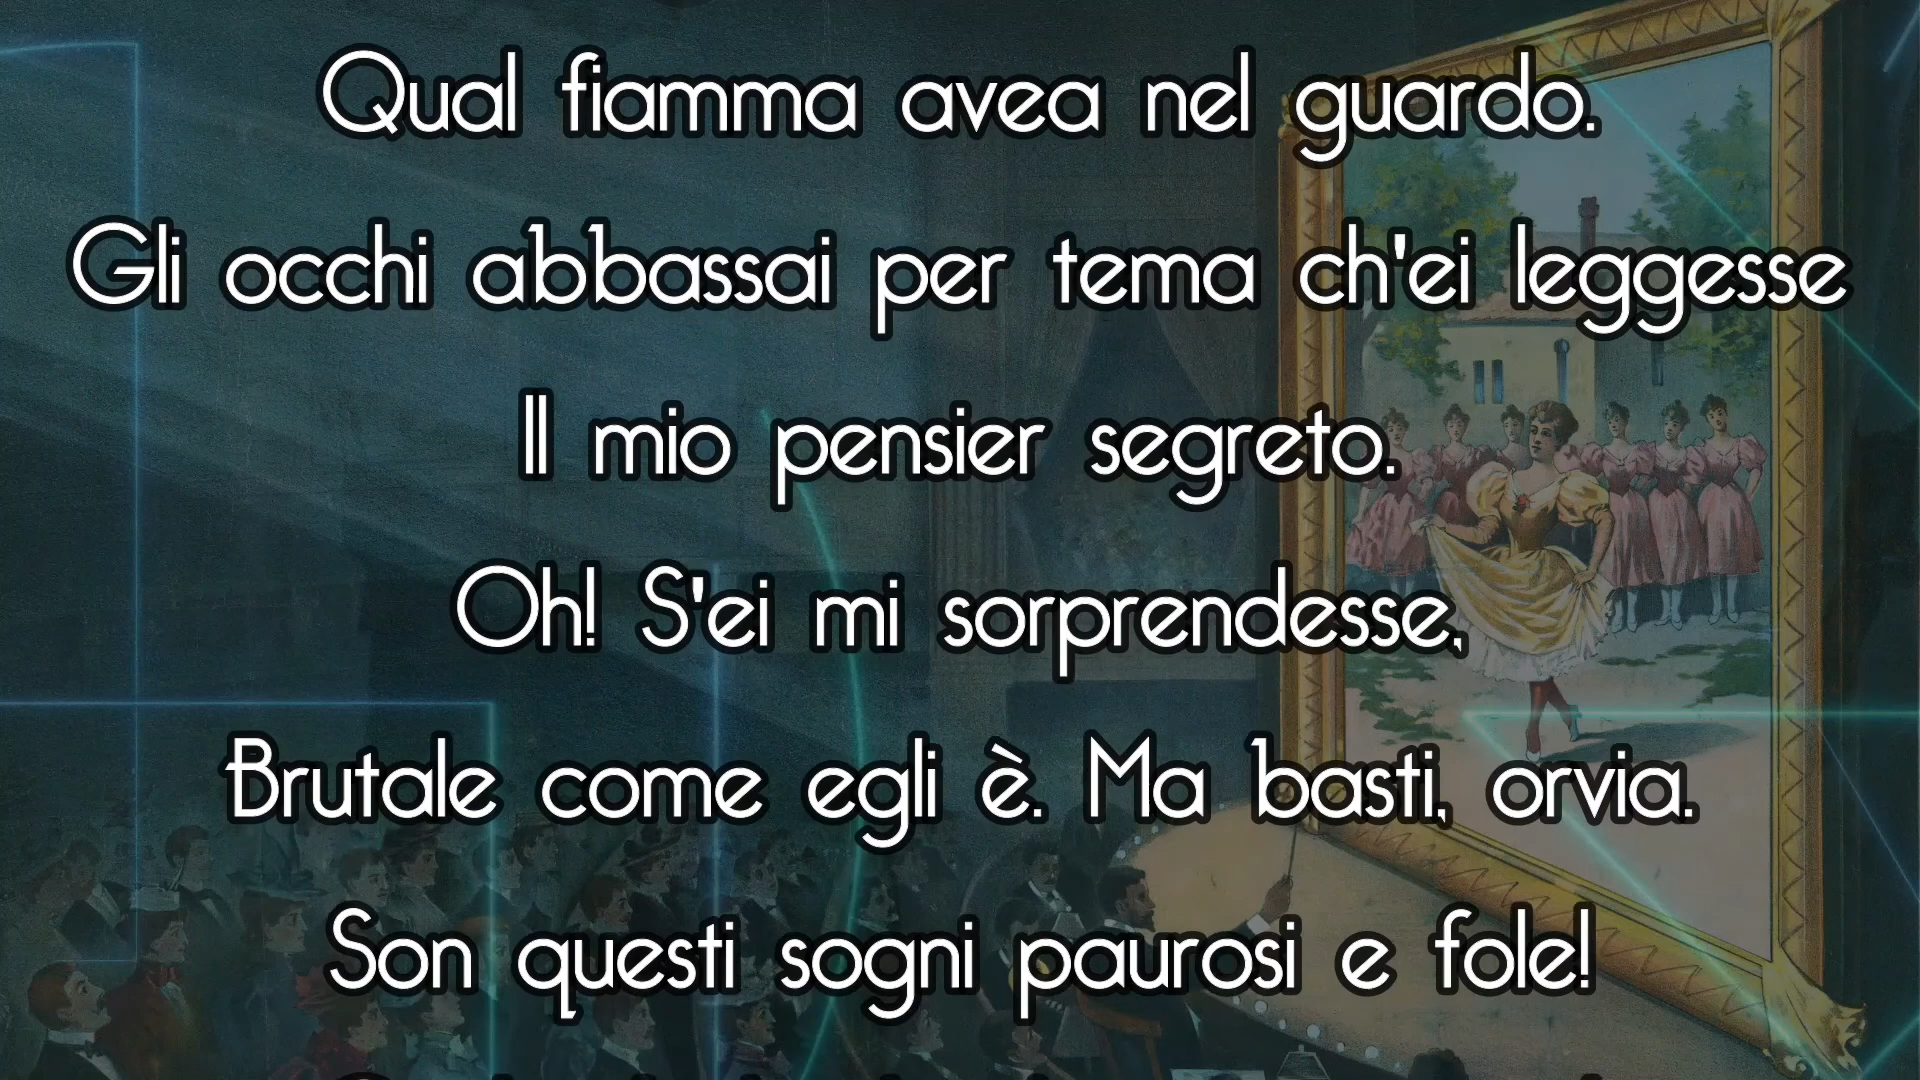 Qual fiamma avea nel guardo.
Gli occhi abbassai per tema ch'ei leggesse
Il mio pensier segreto.
Oh! S'ei mi sorprendesse,
Brutale come egli è. Ma basti, orvia.
Son questi sogni paurosi e fole!